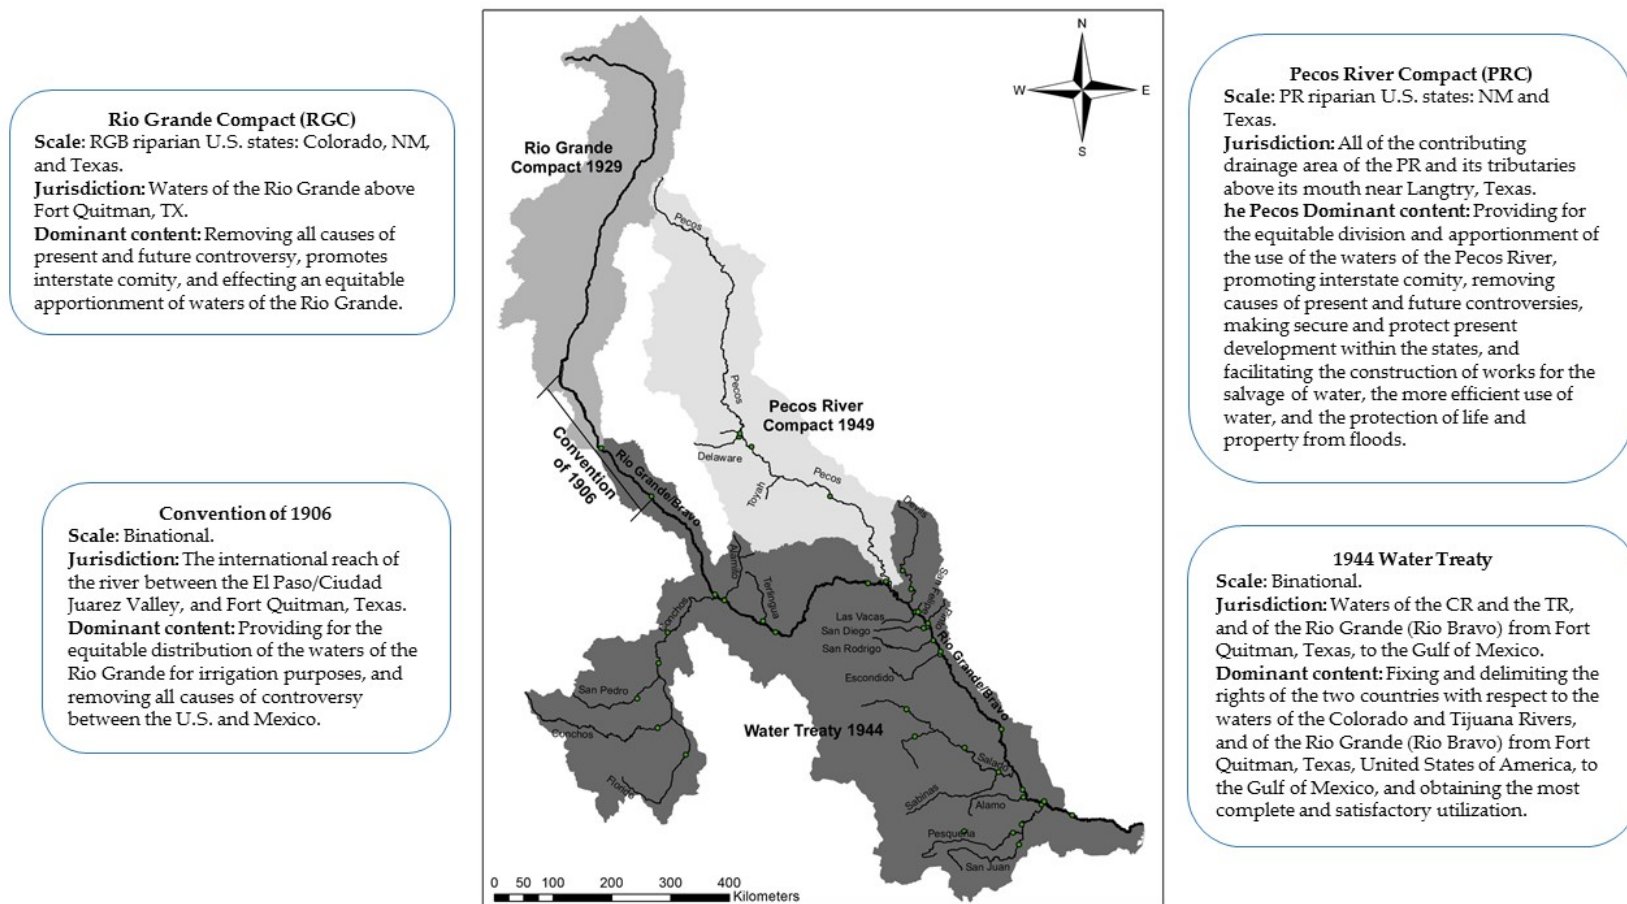 Rio Grande Compact (RGC)
Scale: RGB riparian U.S. states: Colorado, NM,
and Texas.
Jurisdiction: Waters of the Rio Grande above
Fort Quitman, TX.
Dominant content: Removing all causes of
present and future controversy, promotes
interstate comity, and effecting an equitable
apportionment of waters of the Rio Grande.
Convention of 1906
Scale: Binational.
Jurisdiction: The international reach of
the river between the El Paso/Ciudad
Juarez Valley, and Fort Quitman, Texas.
Dominant content: Providing for the
equitable distribution of the waters of the
Rio Grande for irrigation purposes, and
removing all causes of controversy
between the U.S. and Mexico.
N
W
E
S
Rio Grande
Compact 1929
Pecos
Pecos
Pecos River
Compact 1949
Convention
of 1906
Rio Grande/Bravo
Delaware
Toyah
Pecos
Devils
Alamito
Terlingua
Conchos
San Felipe
Las Vacas
San Diego
San Rodrigo
Escondido
Rio Grande/Bravo
San Pedro
Conchos
Florido
Water Treaty 1944
Salado
Sabinas
Alamo
Pesqueria
San Juan
0 50 100 200 300 400
Kilometers
Pecos River Compact (PRC)
Scale: PR riparian U.S. states: NM and
Texas.
Jurisdiction: All of the contributing
drainage area of the PR and its tributaries
above its mouth near Langtry, Texas.
he Pecos Dominant content: Providing for
the equitable division and apportionment of
the use of the waters of the Pecos River,
promoting interstate comity, removing
causes of present and future controversies,
making secure and protect present
development within the states, and
facilitating the construction of works for the
salvage of water, the more efficient use of
water, and the protection of life and
property from floods.
1944 Water Treaty
Scale: Binational.
Jurisdiction: Waters of the CR and the TR,
and of the Rio Grande (Rio Bravo) from Fort
Quitman, Texas, to the Gulf of Mexico.
Dominant content: Fixing and delimiting the
rights of the two countries with respect to the
waters of the Colorado and Tijuana Rivers,
and of the Rio Grande (Rio Bravo) from Fort
Quitman, Texas, United States of America, to
the Gulf of Mexico, and obtaining the most
complete and satisfactory utilization.